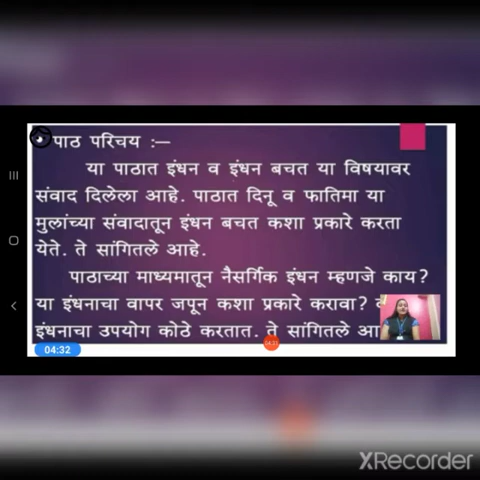 पाठ परिचय :—
या पाठात इंधन व इंधन बचत या विषयावर
संवाद दिलेला आहे. पाठात दिनू व फातिमा या
मुलांच्या संवादातून इंधन बचत कशा प्रकारे करता
येते. ते सांगितले आहे.
पाठाच्या माध्यमातून नैसर्गिक इंधन म्हणजे काय?
या इंधनाचा वापर जपून कशा प्रकारे करावा?
इंधनाचा उपयोग कोठे करतात. ते सांगितले
04:32
XRecorder